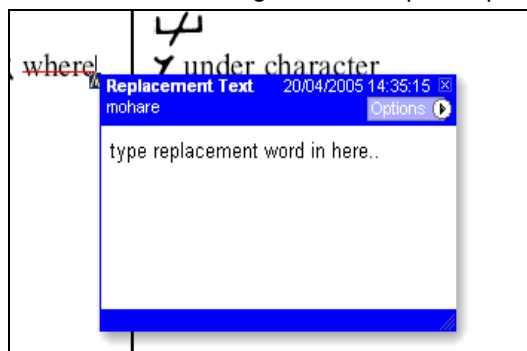 where
under character
Replacement Text 20/04/2005 14:35:15
mohare
Options
type replacement word in here..